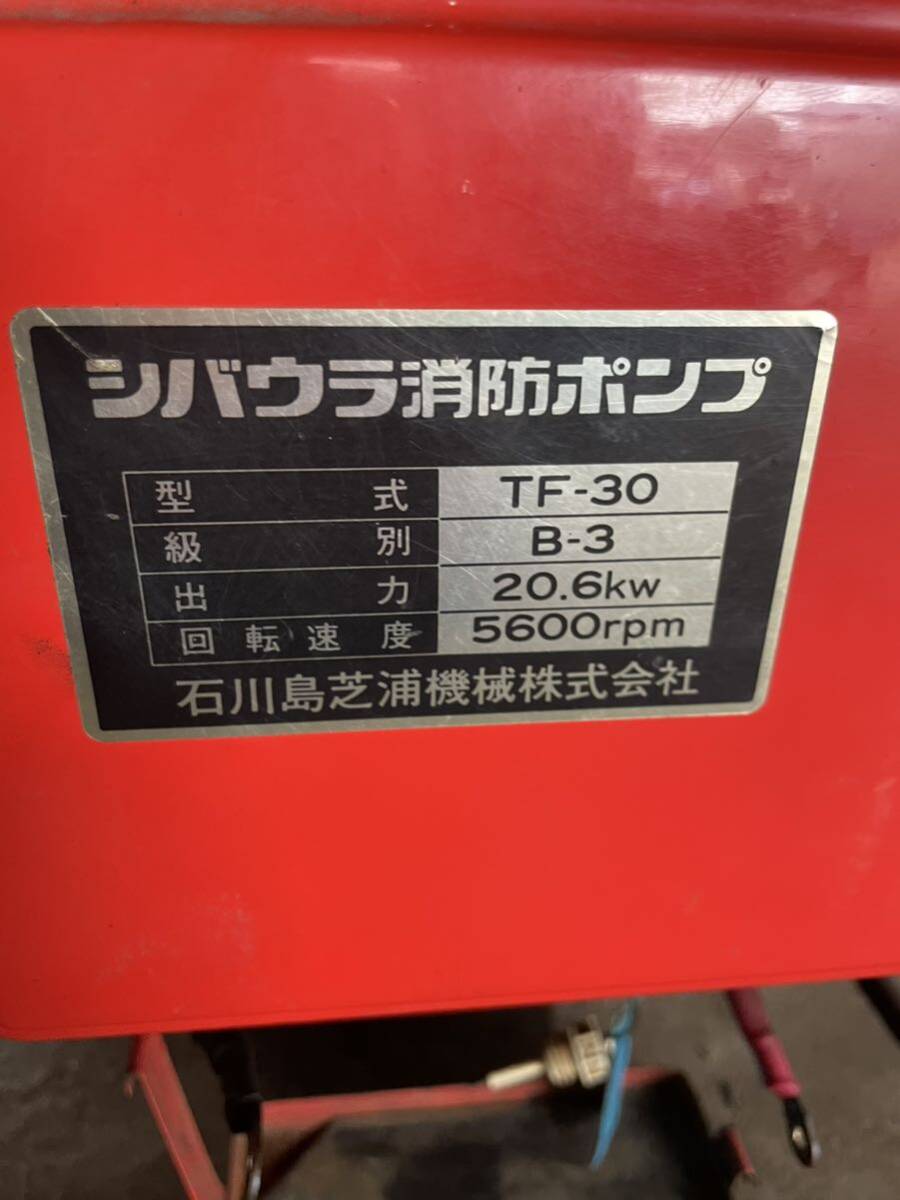 シバウラ消防ポンプ
型式 TF-30
級別 B-3
出力 20.6kw
回転速度 5600rpm
石川島芝浦機械株式会社